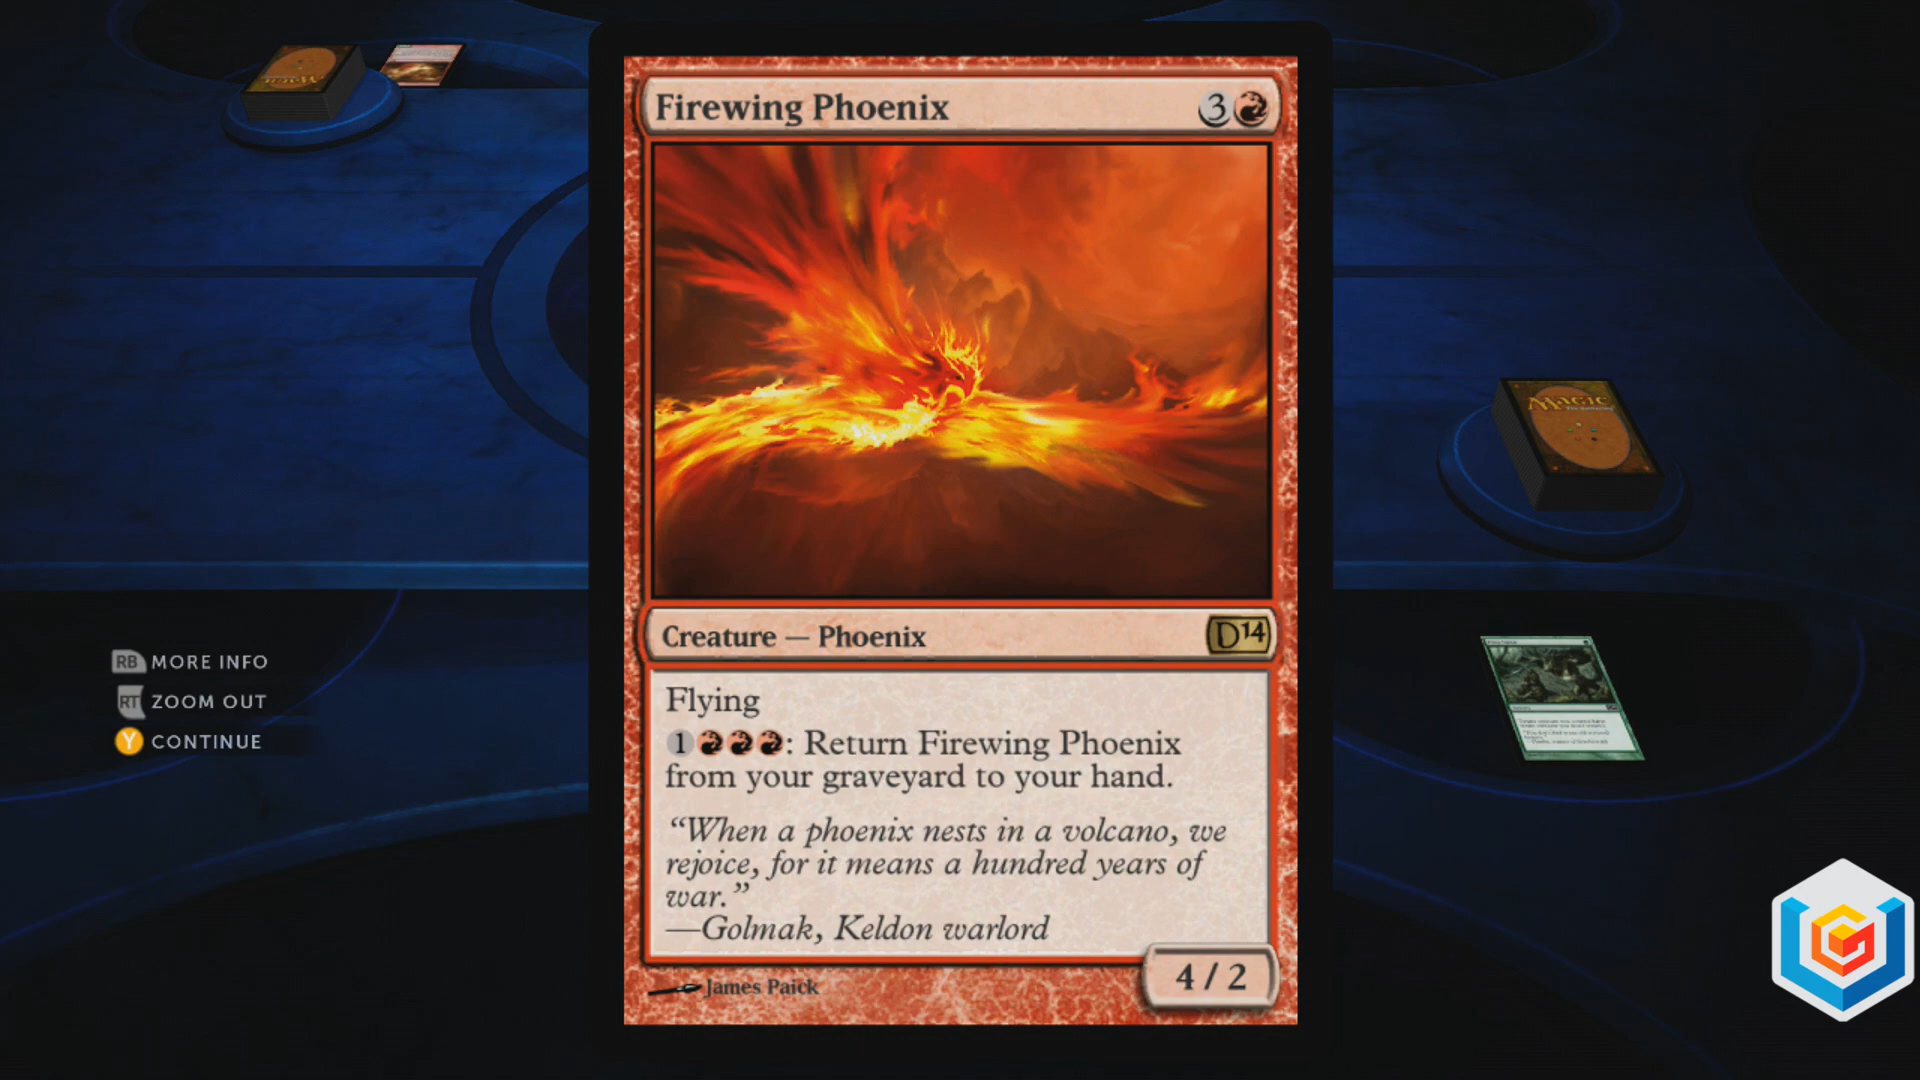 Firewing Phoenix
3
Creature — Phoenix
D14
Flying
1 : Return Firewing Phoenix
from your graveyard to your hand.
"When a phoenix nests in a volcano, we
rejoice, for it means a hundred years of
war."
—Golmak, Keldon warlord
4 / 2
James Paick
RB MORE INFO
RT ZOOM OUT
Y CONTINUE
MAGIC